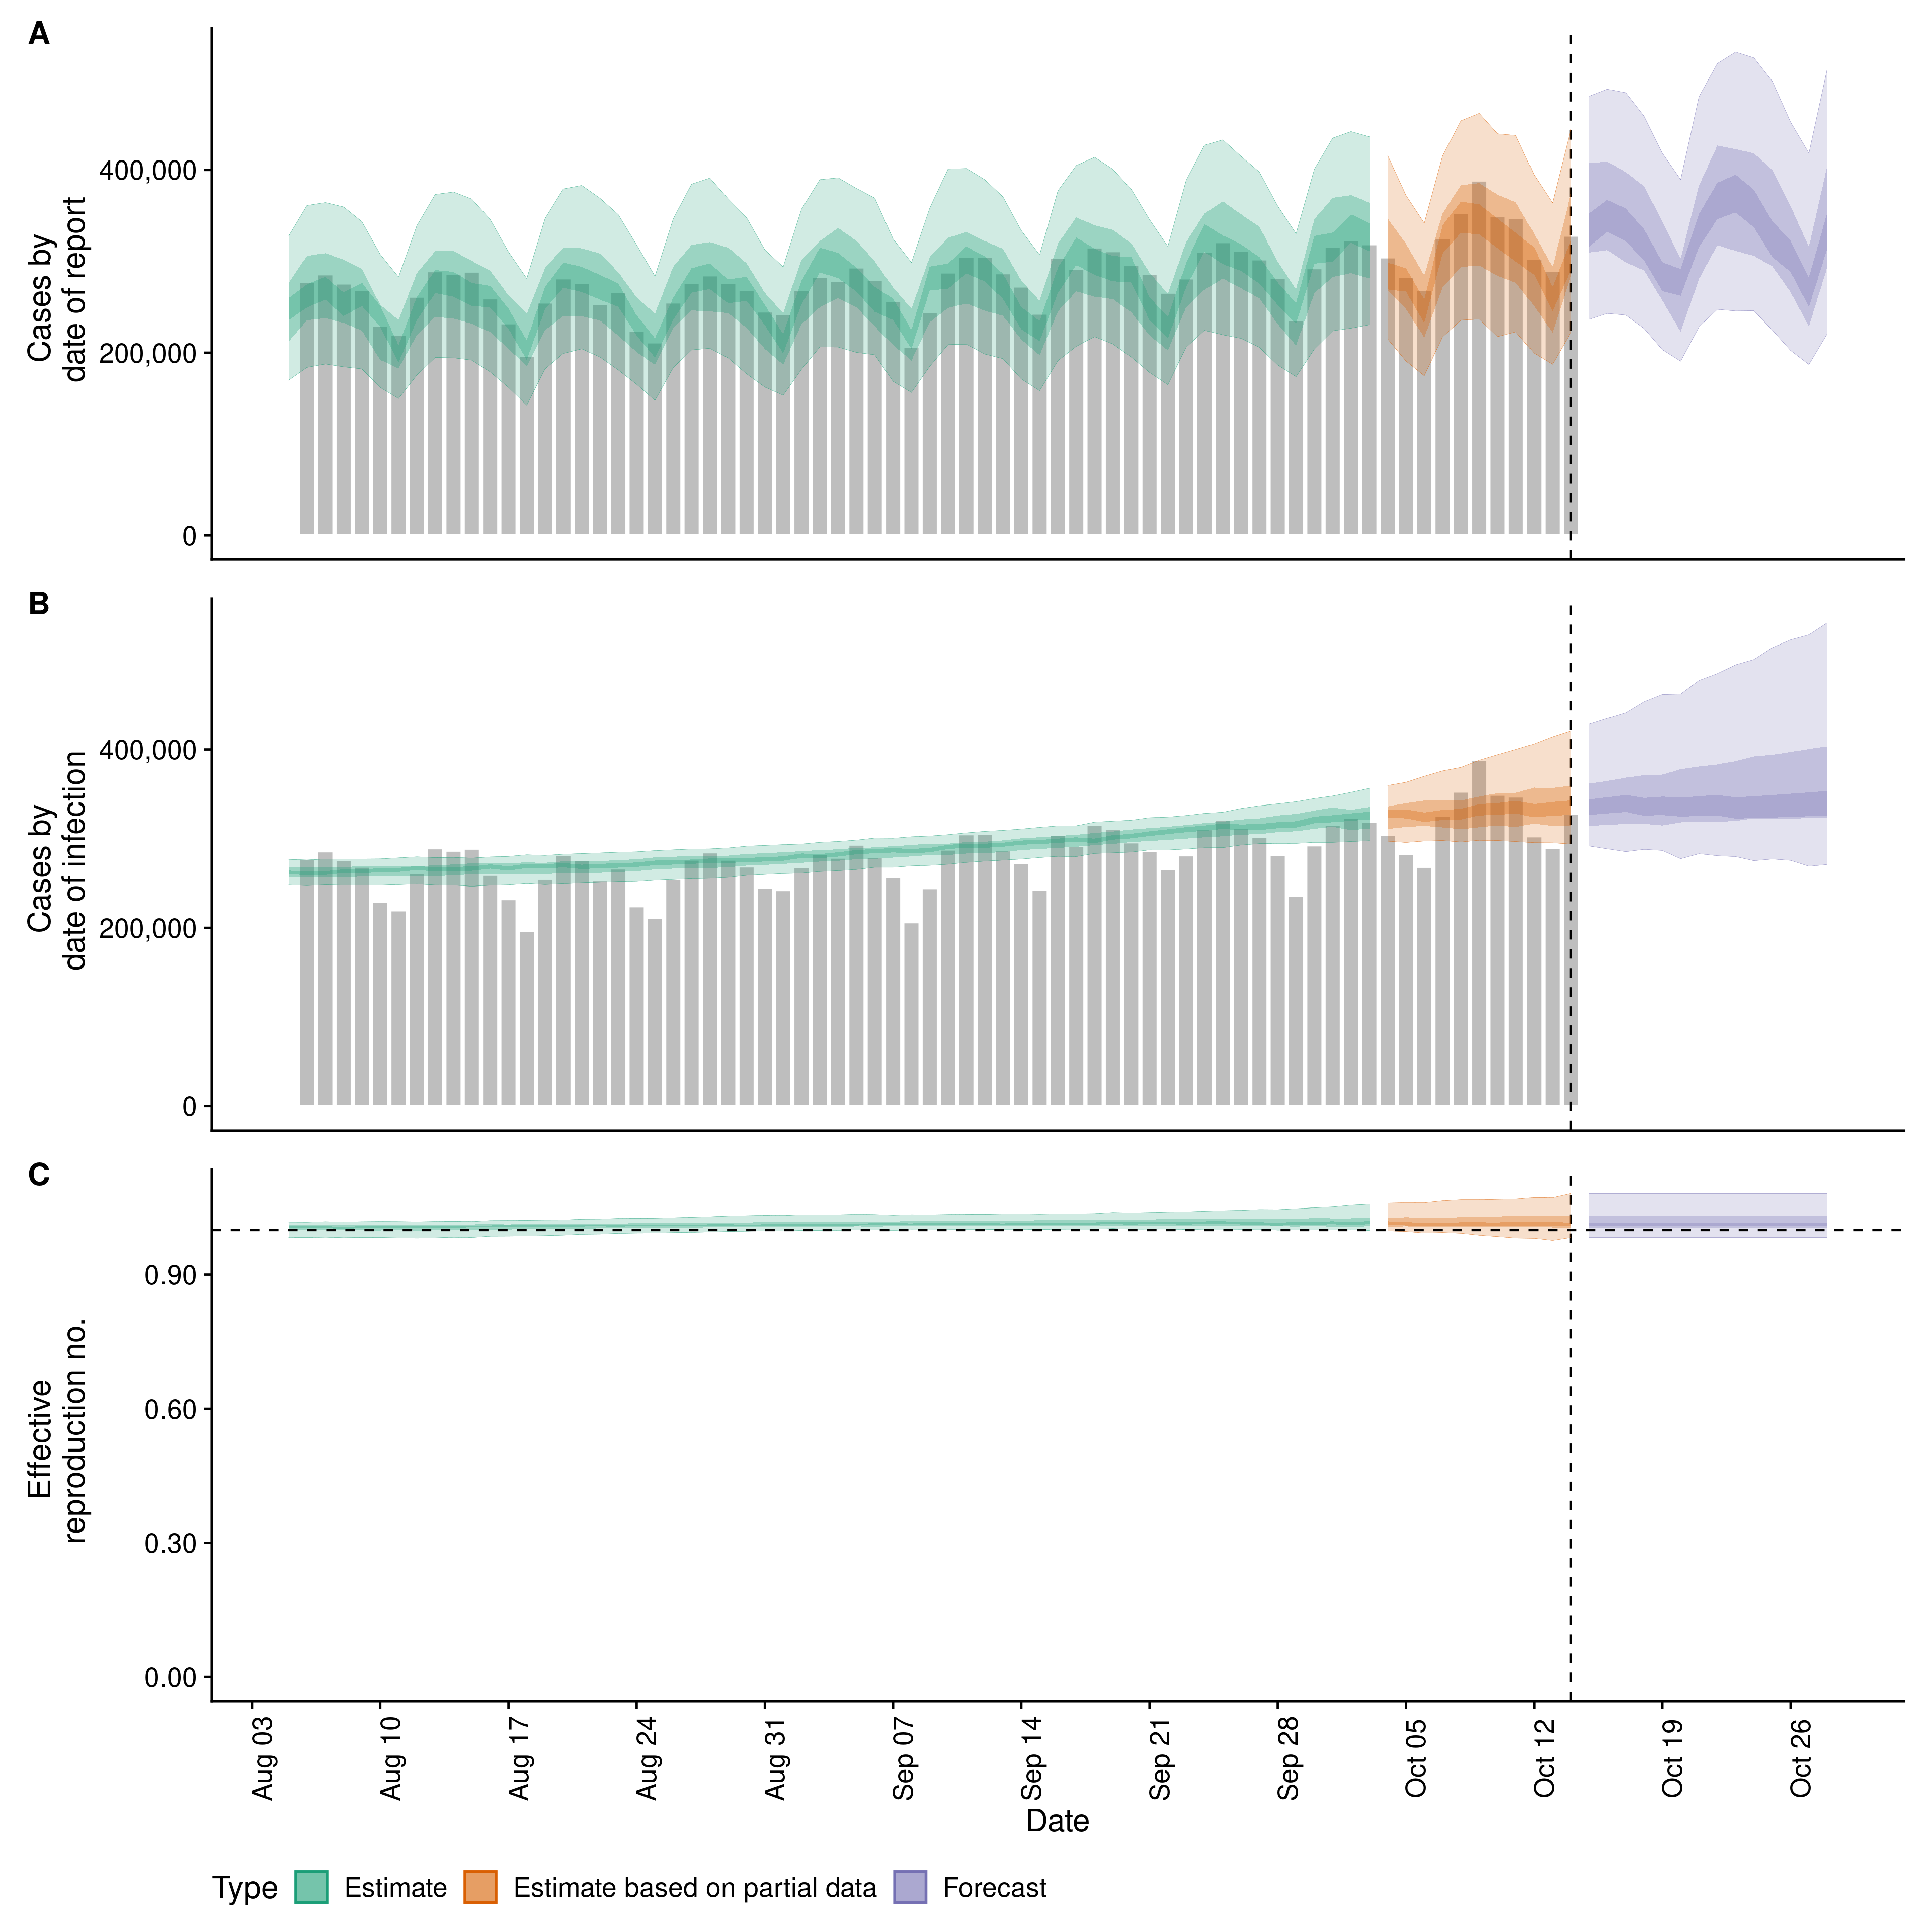 A
Cases by
date of report
400,000
200,000
0
B
Cases by
date of infection
400,000
200,000
0
C
Effective
reproduction no.
0.90
0.60
0.30
0.00
Aug 03
Aug 10
Aug 17
Aug 24
Aug 31
Sep 07
Sep 14
Sep 21
Sep 28
Oct 05
Oct 12
Oct 19
Oct 26
Date
Type Estimate Estimate based on partial data Forecast